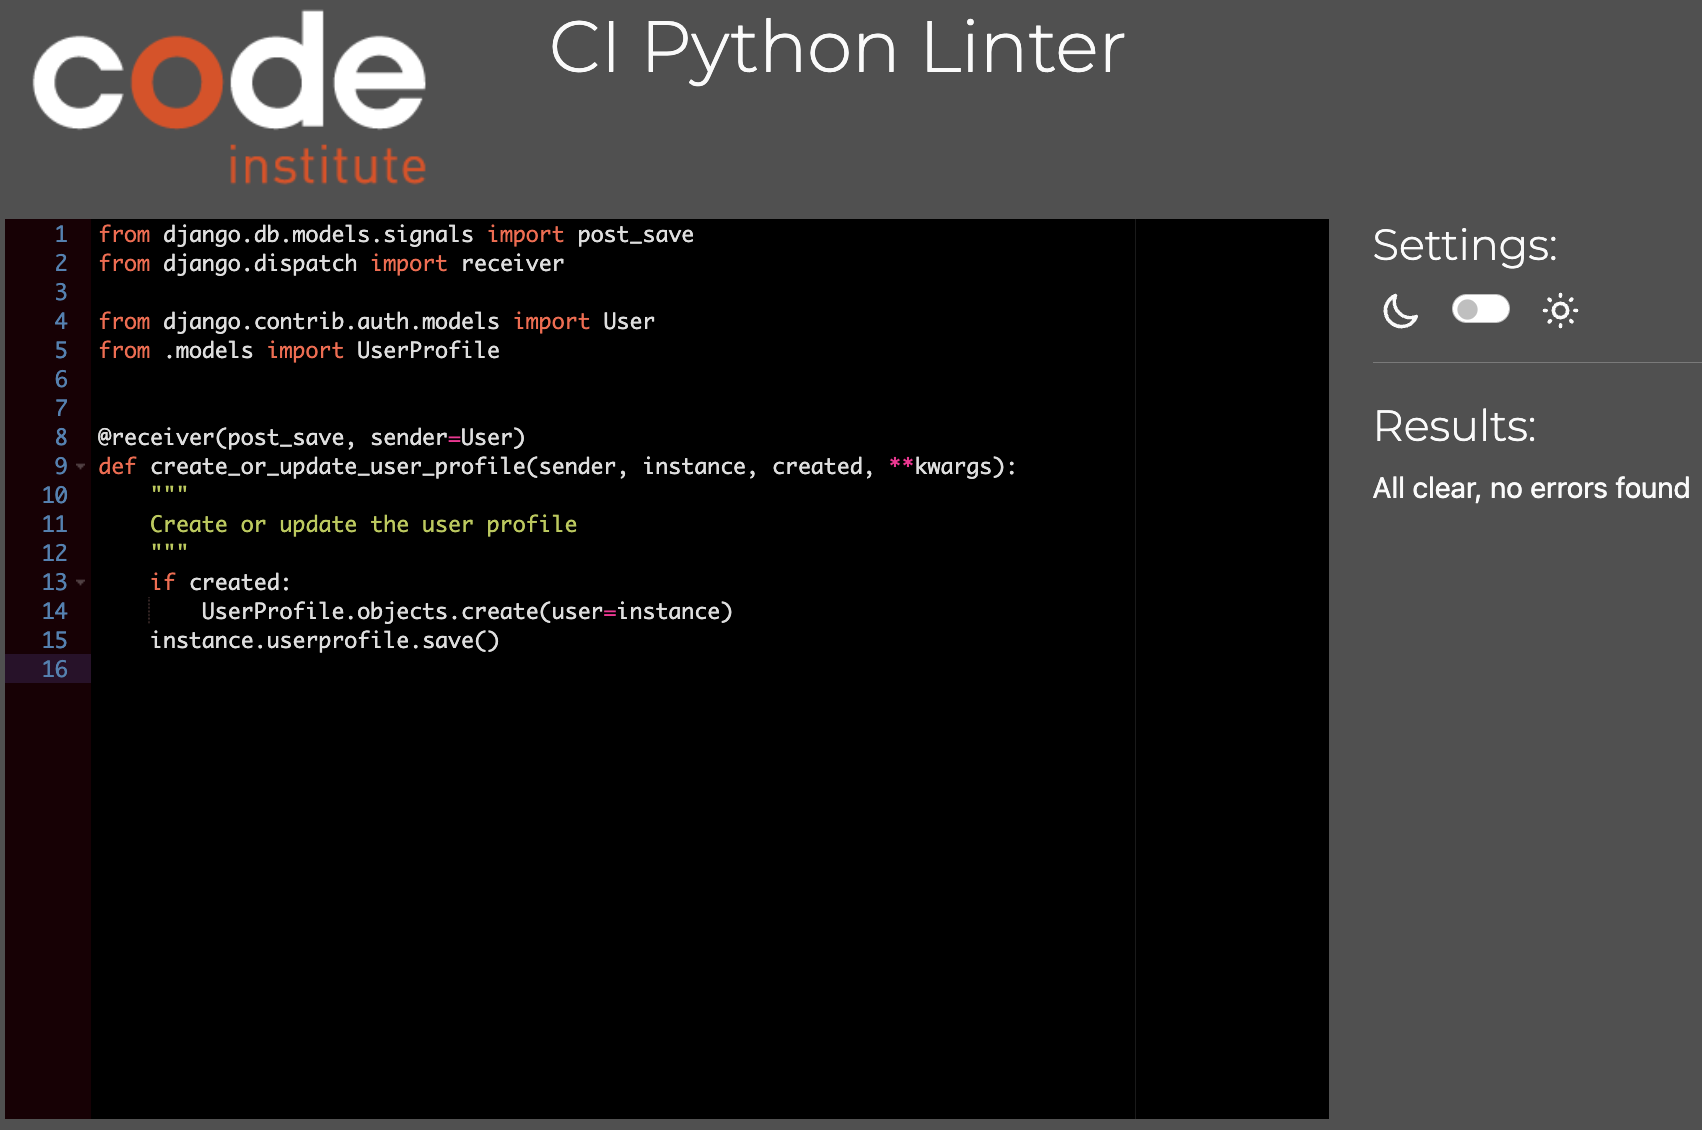 code
institute
CI Python Linter
1 from django.db.models.signals import post_save
2 from django.dispatch import receiver
3
4 from django.contrib.auth.models import User
5 from .models import UserProfile
6
7
8 @receiver(post_save, sender=User)
9 def create_or_update_user_profile(sender, instance, created, **kwargs):
10     """
11     Create or update the user profile
12     """
13     if created:
14         UserProfile.objects.create(user=instance)
15     instance.userprofile.save()
16
Settings:
Results:
All clear, no errors found